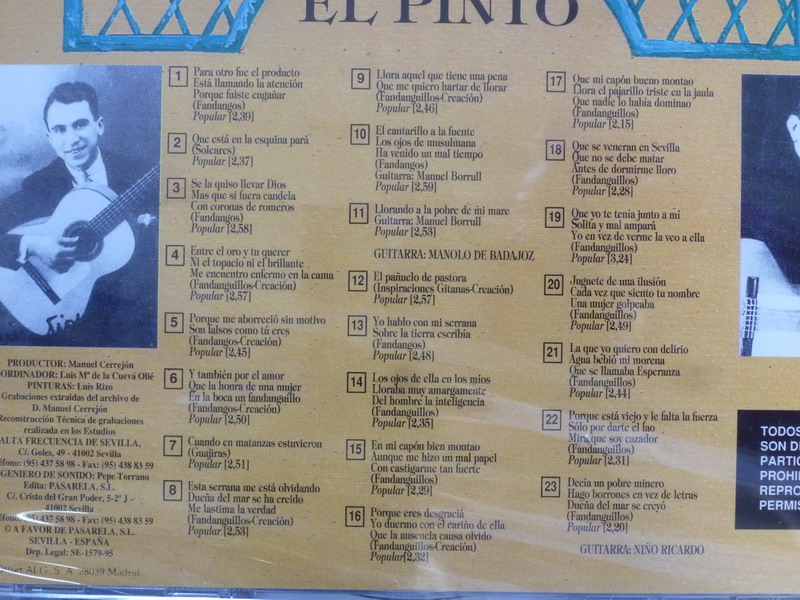 EL PINTO
1 Para otro fue el producto
Está llamando la atención
Porque fuiste engañar
(Fandangos)
Popular [2,39]
2 Que está en la esquina pará
(Soleares)
Popular [2,37]
3 Se la quiso llevar Dios
Mas que si fuera candela
Con coronas de romeros
(Fandangos)
Popular [2,58]
4 Entre el oro y tu querer
Ni el topacio ni el brillante
Me encuentro enfermo en la cama
(Fandanguillos-Creación)
Popular [2,57]
5 Porque me aborreció sin motivo
Son falsos como tú eres
(Fandangos-Creación)
Popular [2,45]
6 Y también por el amor
Que la honra de una mujer
En la boca un fandanguillo
(Fandangos-Creación)
Popular [2,50]
7 Cuando en matanzas estuvieron
(Guajiras)
Popular [2,51]
8 Esta serrana me está olvidando
Dueña del mar se ha creido
Me lastima la verdad
(Fandanguillos-Creación)
Popular [2,53]
9 Llora aquel que tiene una pena
Que me quiero hartar de llorar
(Fandanguillos-Creación)
Popular [2,46]
10 El cantarillo a la fuente
Los ojos de musulmana
Ha venido un mal tiempo
(Fandangos)
Guitarra: Manuel Borrull
Popular [2,59]
11 Llorando a la pobre de mi mare
Guitarra: Manuel Borrull
Popular [2,53]
GUITARRA: MANOLO DE BADAJOZ
12 El pañuelo de pastora
(Inspiraciones Gitanas-Creación)
Popular [2,57]
13 Yo hablo con mi serrana
Sobre la tierra escribía
(Fandangos)
Popular [2,48]
14 Los ojos de ella en los míos
Lloraba muy amargamente
Del hombre la inteligencia
(Fandanguillos)
Popular [2,35]
15 En mi capón bien montao
Aunque me hizo un mal papel
Con castigarme tan fuerte
(Fandanguillos)
Popular [2,29]
16 Porque eres desgraciá
Yo duermo con el cariño de ella
Que la ausencia causa olvido
(Fandanguillos-Creación)
Popular[2,32]
17 Que mi capón bueno montao
Llora el pajarillo triste en la jaula
Que nadie lo había dominao
(Fandanguillos)
Popular [2,15]
18 Que se veneran en Sevilla
Que no se debe matar
Antes de dormirme lloro
(Fandanguillos)
Popular [2,28]
19 Que yo te tenía junto a mí
Solita y mal ampará
Yo en vez de verme la veo a ella
(Fandanguillos)
Popular [3,24]
20 Juguete de una ilusión
Cada vez que siento tu nombre
Una mujer golpeaba
(Fandanguillos)
Popular [2,49]
21 La que yo quiero con delirio
Agua bebió mi morena
Que se llamaba Esperanza
(Fandanguillos)
Popular [2,44]
22 Porque está viejo y le falta la fuerza
Sólo por darte el fao
Mira que soy cazador
(Fandanguillos)
Popular [2,31]
23 Decía un pobre minero
Hago borrones en vez de letras
Dueña del mar se creyó
(Fandanguillos)
Popular [2,20]
GUITARRA: NIÑO RICARDO
PRODUCTOR: Manuel Cerrejón
ORDINADOR: Luis Mª de la Cueva Olié
PINTURAS: Luis Rizo
Grabaciones extraídas del archivo de
D. Manuel Cerrejón
Reconstrucción Técnica de grabaciones
realizada en los Estudios
ALTA FRECUENCIA DE SEVILLA,
C/. Goles, 49 - 41002 Sevilla
éfono: (95) 437 58 98 - Fax: (95) 438 83 59
GENIERO DE SONIDO: Pepe Torrano
Edita: PASARELA, S.L.
C/. Cristo del Gran Poder, 5-2º J -
41002 Sevilla
éfono: (95) 437 58 98 - Fax: (95) 438 83 59
© A FAVOR DE PASARELA, S.L.
SEVILLA - ESPAÑA
Dep. Legal: SE-1579-95
S. A. 28039 Madrid
TODOS
SON DE
PARTIC
PROHI
REPRO
PERMIS